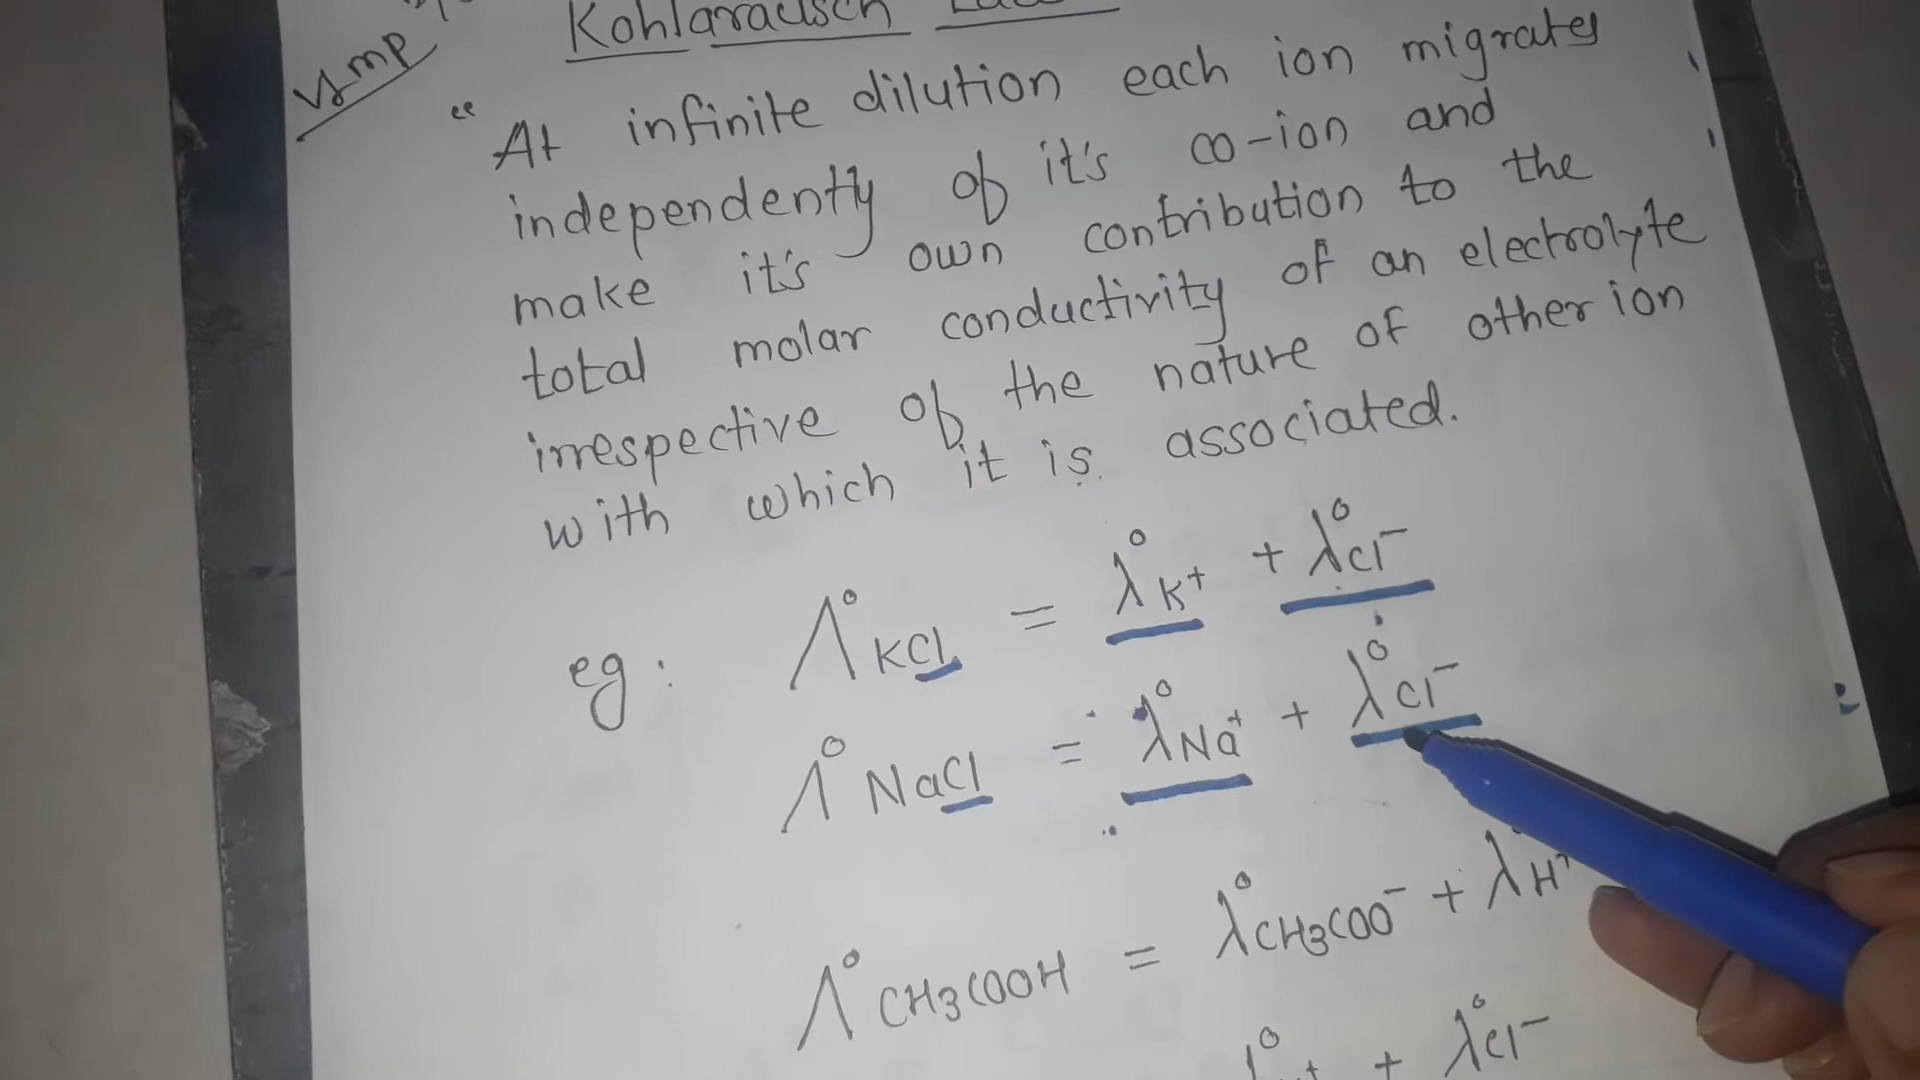 Imp
Kohlaraush Law
“ At infinite dilution each ion migrates
independently of it's co-ion and
make it's own contribution to the
total molar conductivity of an electrolyte
irrespective of the nature of other ion
with which it is associated.
eg : Λ° KCl = λ° K⁺ + λ° Cl⁻
Λ° NaCl = λ° Na⁺ + λ° Cl⁻
Λ° CH3COOH = λ° CH3COO⁻ + λ H⁺
+ λ° Cl⁻